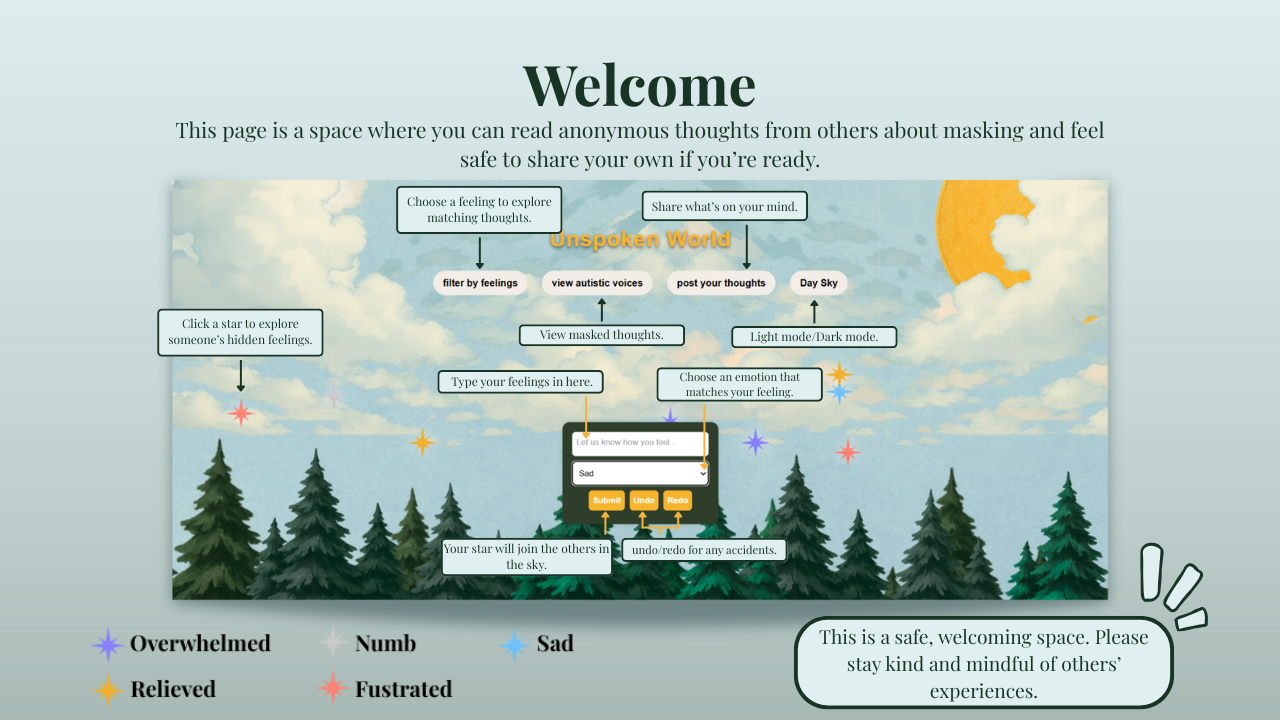 Welcome
This page is a space where you can read anonymous thoughts from others about masking and feel
safe to share your own if you're ready.
Choose a feeling to explore
matching thoughts.
Share what's on your mind.
Unspoken World
filter by feelings
view autistic voices
post your thoughts
Day Sky
Click a star to explore
someone's hidden feelings.
View masked thoughts.
Light mode/Dark mode.
Type your feelings in here.
Choose an emotion that
matches your feeling.
Let us know how you feel...
Sad
Submit
Undo
Redo
Your star will join the others in
the sky.
undo/redo for any accidents.
Overwhelmed
Numb
Sad
Relieved
Fustrated
This is a safe, welcoming space. Please
stay kind and mindful of others'
experiences.